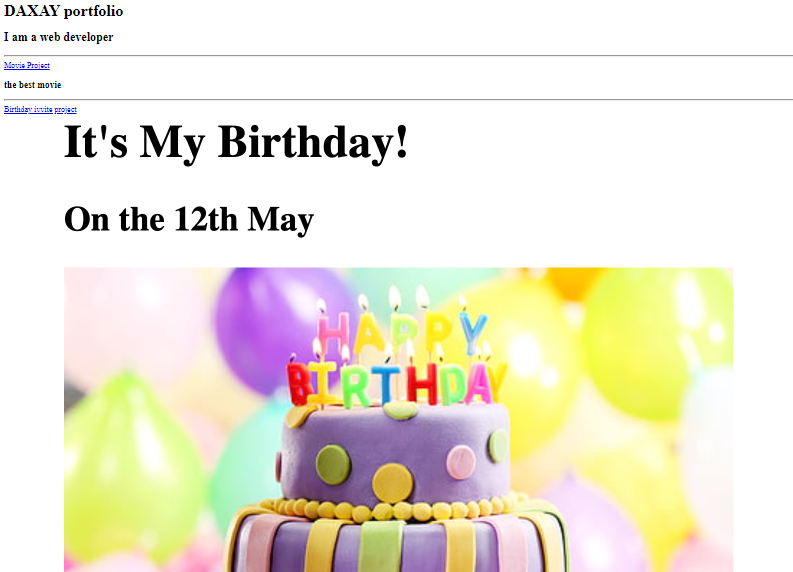 DAXAY portfolio
I am a web developer
Movie Project
the best movie
Birthday ivvite project
It's My Birthday!
On the 12th May
HAPPY
BIRTHDAY